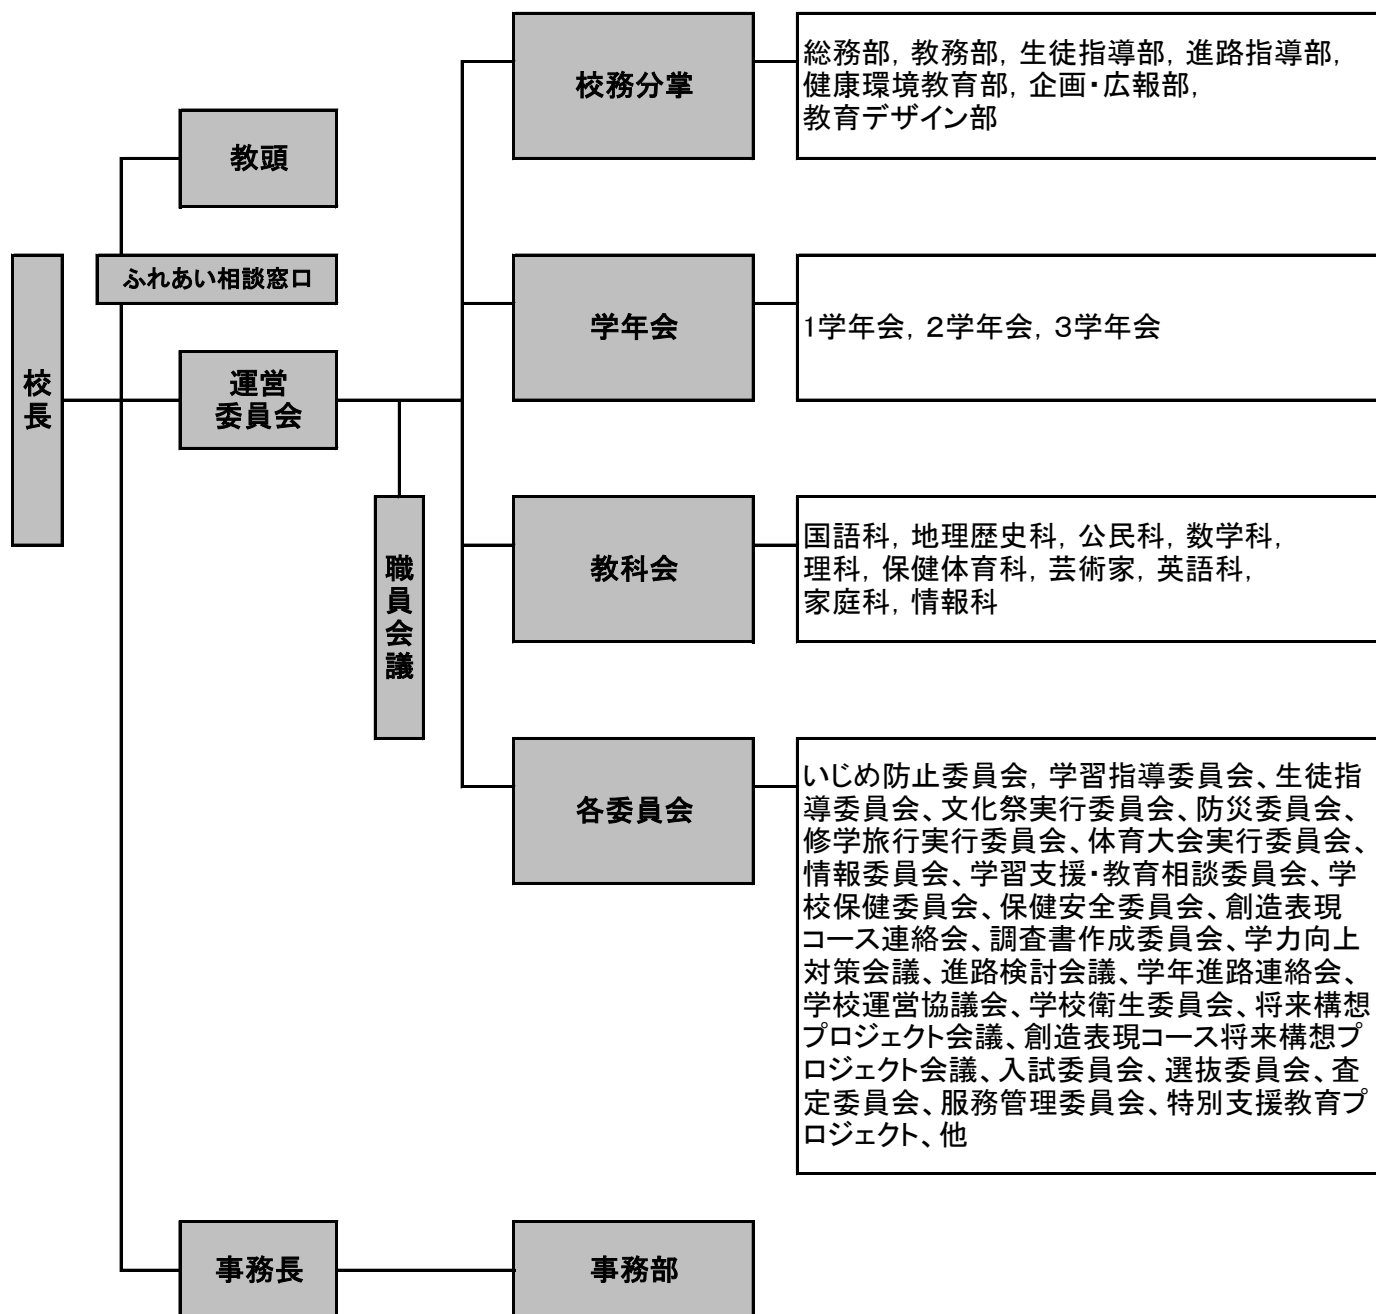 校務分掌
総務部, 教務部, 生徒指導部, 進路指導部,
健康環境教育部, 企画・広報部,
教育デザイン部
教頭
ふれあい相談窓口
学年会
1学年会, 2学年会, 3学年会
校長
運営
委員会
職員会議
教科会
国語科, 地理歴史科, 公民科, 数学科,
理科, 保健体育科, 芸術家, 英語科,
家庭科, 情報科
各委員会
いじめ防止委員会, 学習指導委員会、生徒指
導委員会、文化祭実行委員会、防災委員会、
修学旅行実行委員会、体育大会実行委員会、
情報委員会、学習支援・教育相談委員会、学
校保健委員会、保健安全委員会、創造表現
コース連絡会、調査書作成委員会、学力向上
対策会議、進路検討会議、学年進路連絡会、
学校運営協議会、学校衛生委員会、将来構想
プロジェクト会議、創造表現コース将来構想プ
ロジェクト会議、入試委員会、選抜委員会、査
定委員会、服務管理委員会、特別支援教育プ
ロジェクト、他
事務長
事務部